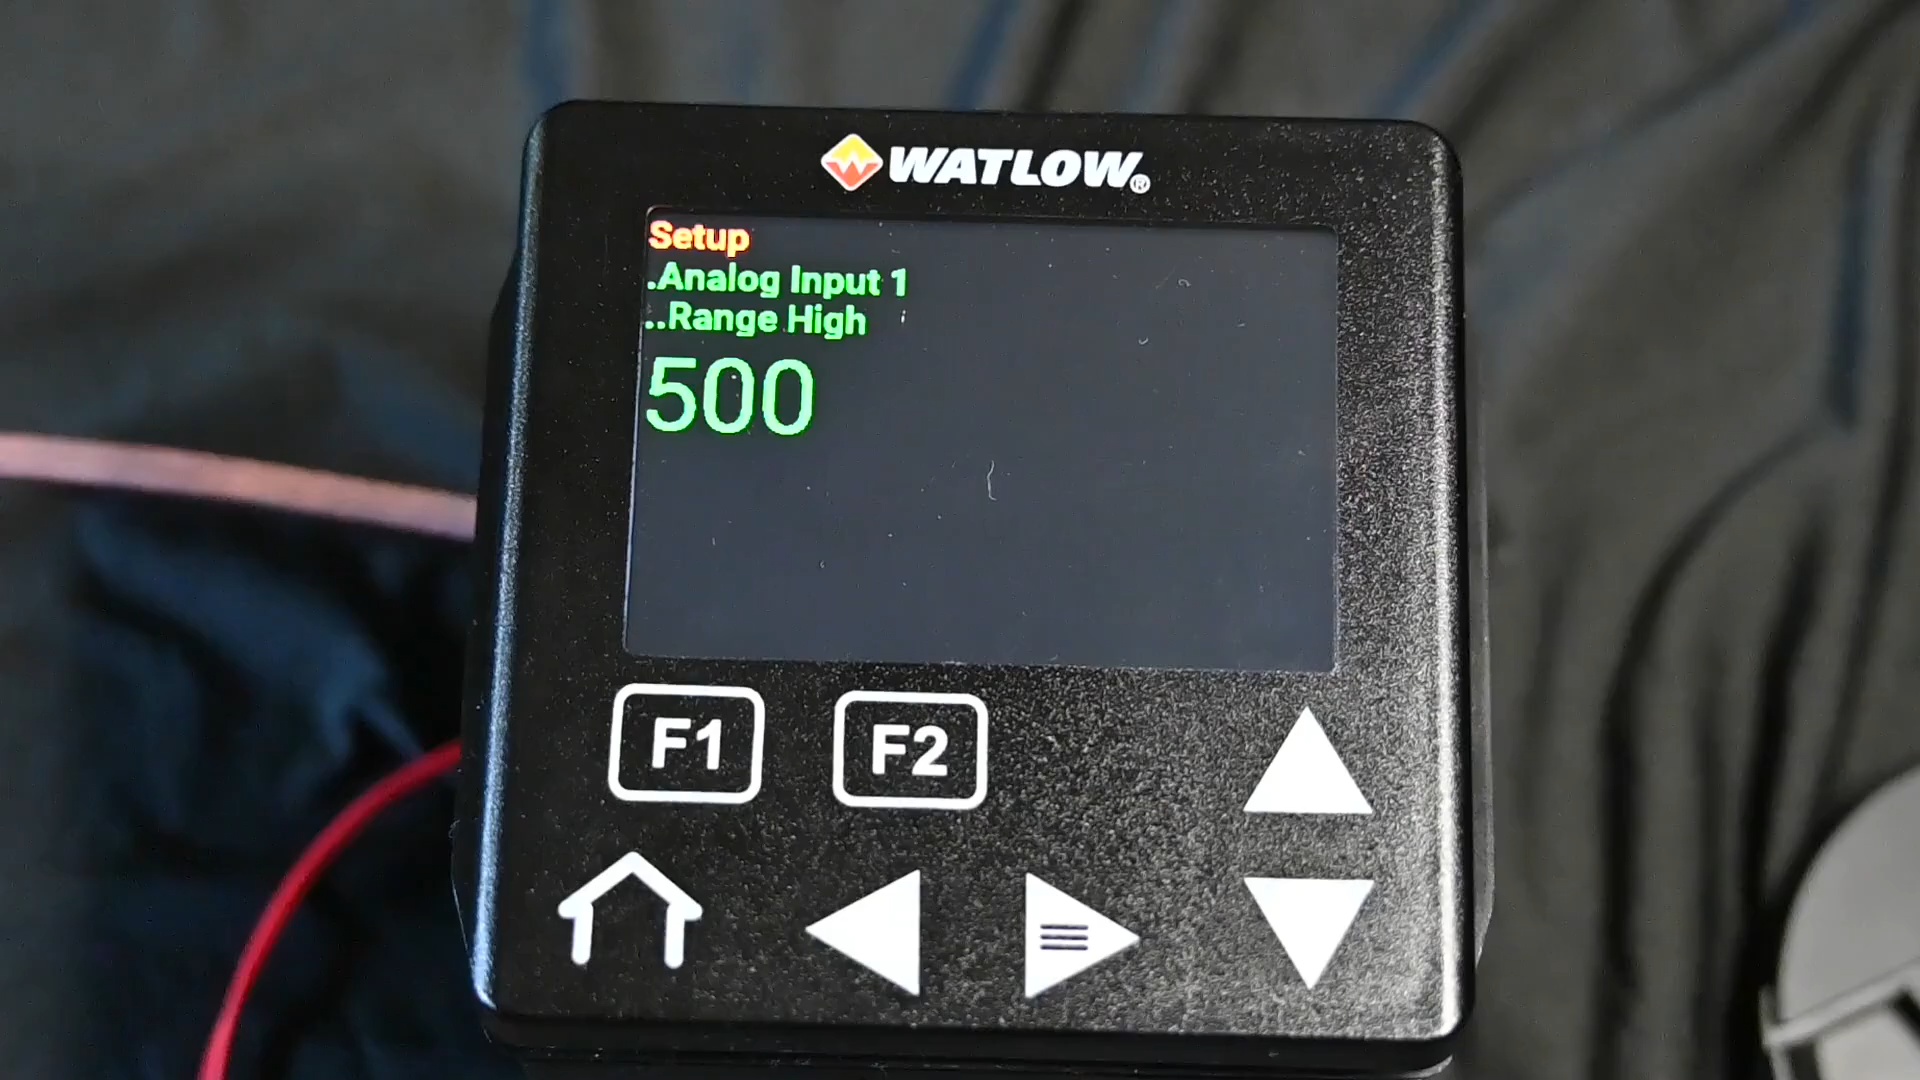 WATLOW®
Setup
.Analog Input 1
..Range High
500
F1 F2